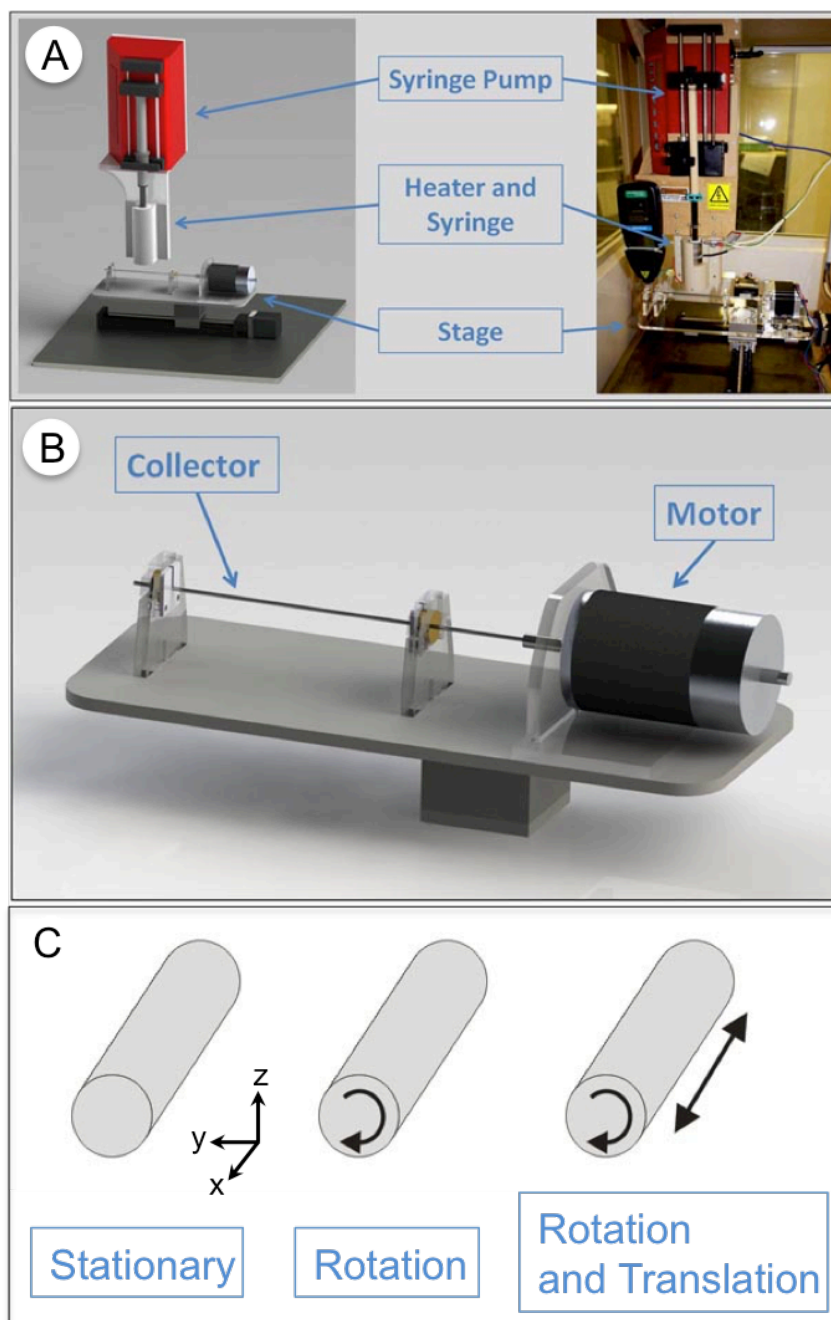 A
Syringe Pump
Heater and
Syringe
Stage
B
Collector
Motor
C
z
y
x
Stationary
Rotation
Rotation
and Translation